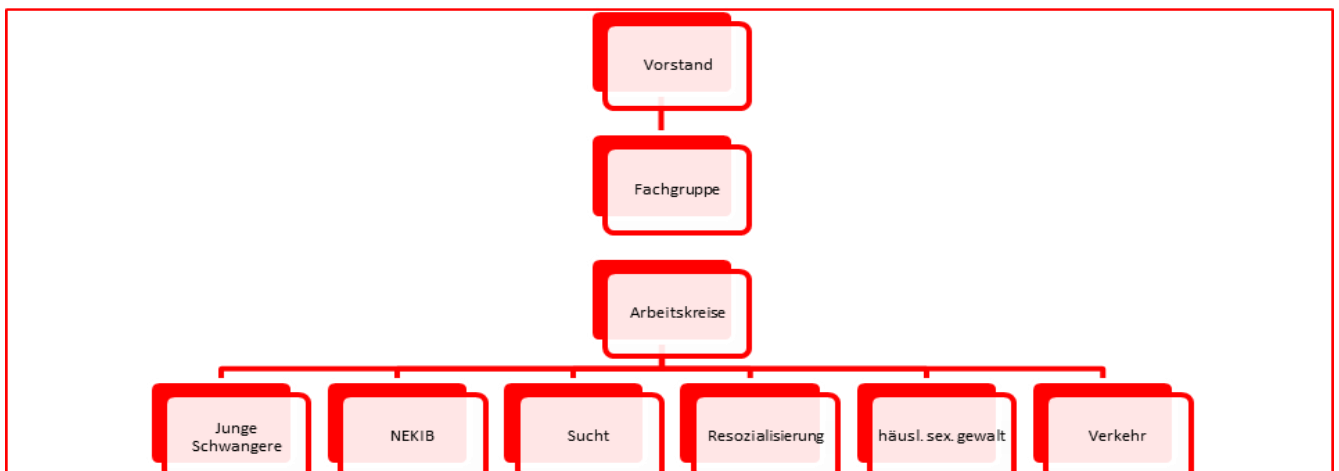 Vorstand
Fachgruppe
Arbeitskreise
Junge
Schwangere
NEKIB
Sucht
Resozialisierung
häusl. sex. gewalt
Verkehr